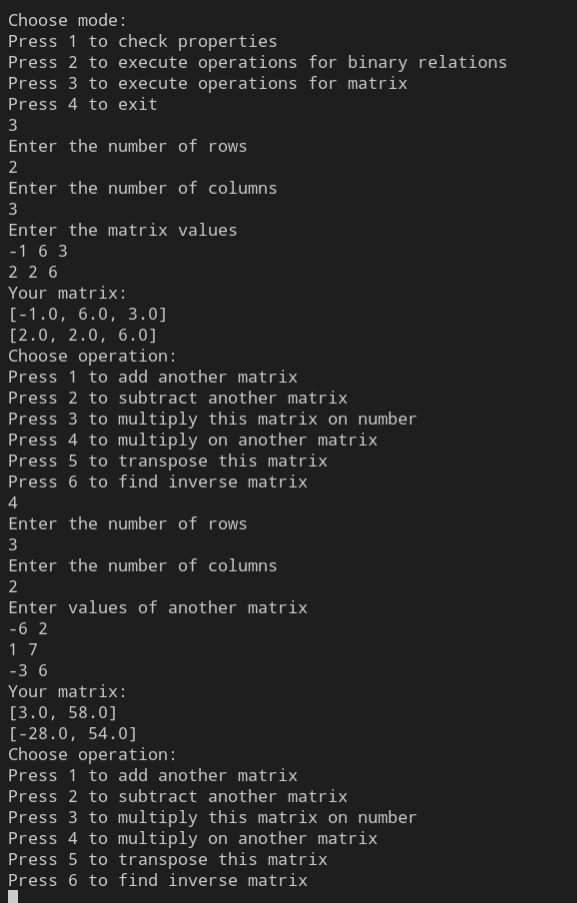 Choose mode:
Press 1 to check properties
Press 2 to execute operations for binary relations
Press 3 to execute operations for matrix
Press 4 to exit
3
Enter the number of rows
2
Enter the number of columns
3
Enter the matrix values
-1 6 3
2 2 6
Your matrix:
[-1.0, 6.0, 3.0]
[2.0, 2.0, 6.0]
Choose operation:
Press 1 to add another matrix
Press 2 to subtract another matrix
Press 3 to multiply this matrix on number
Press 4 to multiply on another matrix
Press 5 to transpose this matrix
Press 6 to find inverse matrix
4
Enter the number of rows
3
Enter the number of columns
2
Enter values of another matrix
-6 2
1 7
-3 6
Your matrix:
[3.0, 58.0]
[-28.0, 54.0]
Choose operation:
Press 1 to add another matrix
Press 2 to subtract another matrix
Press 3 to multiply this matrix on number
Press 4 to multiply on another matrix
Press 5 to transpose this matrix
Press 6 to find inverse matrix